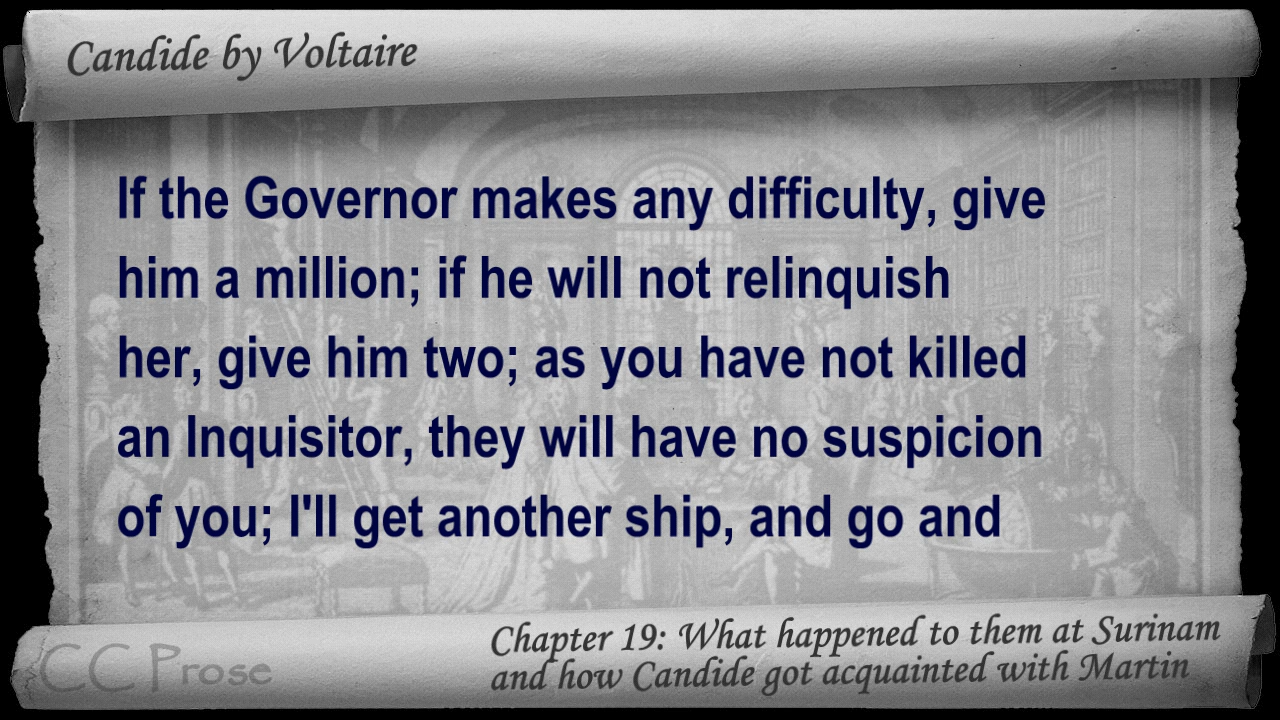 Candide by Voltaire
If the Governor makes any difficulty, give
him a million; if he will not relinquish
her, give him two; as you have not killed
an Inquisitor, they will have no suspicion
of you; I'll get another ship, and go and
Chapter 19: What happened to them at Surinam
and how Candide got acquainted with Martin
CC Prose